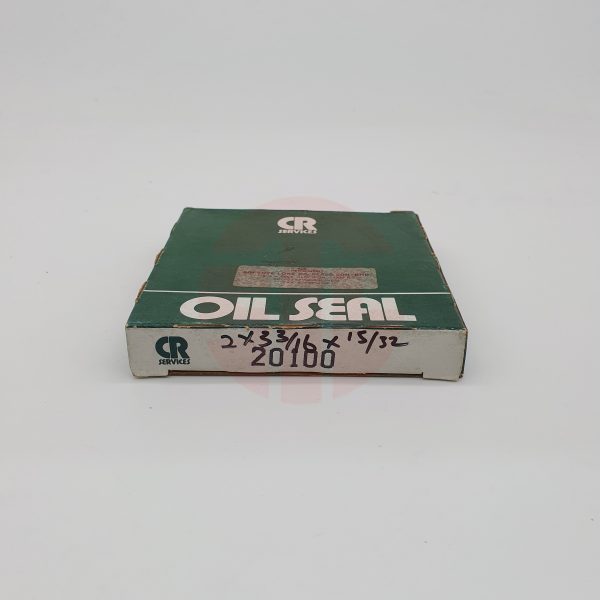 CR
SERVICES
OIL SEAL
CR
SERVICES
2 x 3 3/16 x 15/32
20100